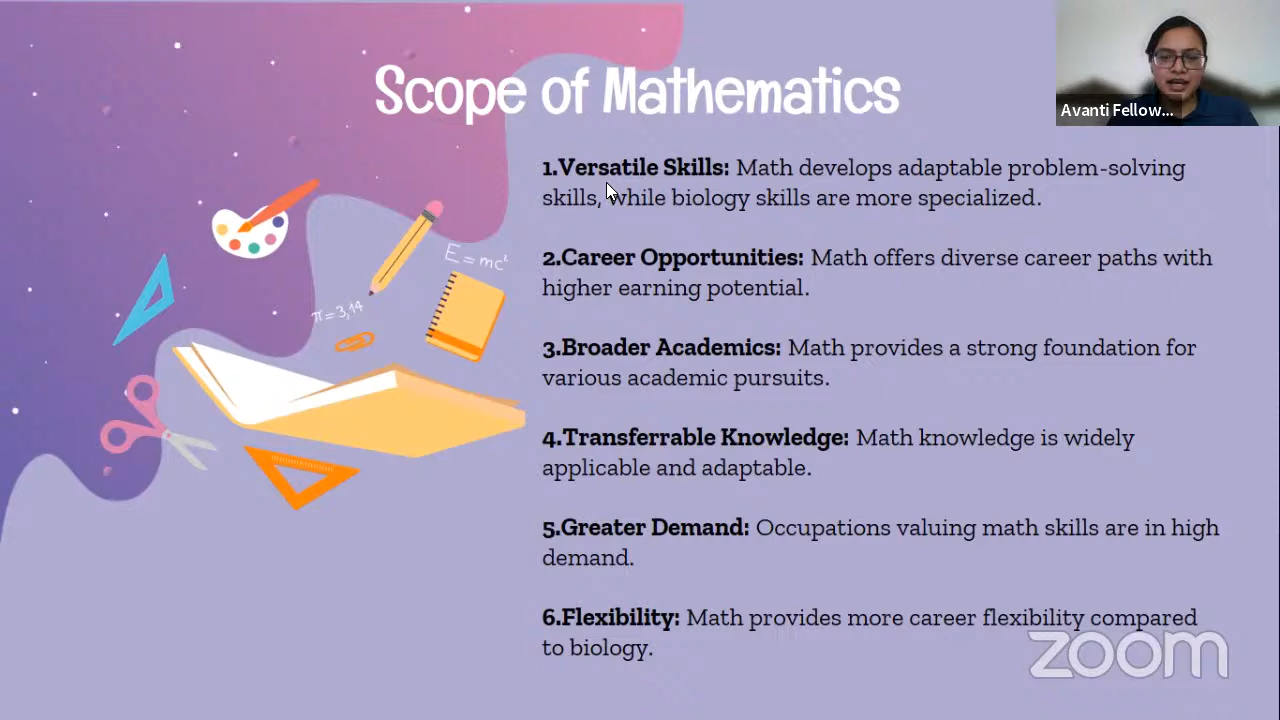 Scope of Mathematics
Avanti Fellow...
1.Versatile Skills: Math develops adaptable problem-solving
skills, while biology skills are more specialized.
2.Career Opportunities: Math offers diverse career paths with
higher earning potential.
3.Broader Academics: Math provides a strong foundation for
various academic pursuits.
4.Transferrable Knowledge: Math knowledge is widely
applicable and adaptable.
5.Greater Demand: Occupations valuing math skills are in high
demand.
6.Flexibility: Math provides more career flexibility compared
to biology.
E=mc²
π=3,14
zoom